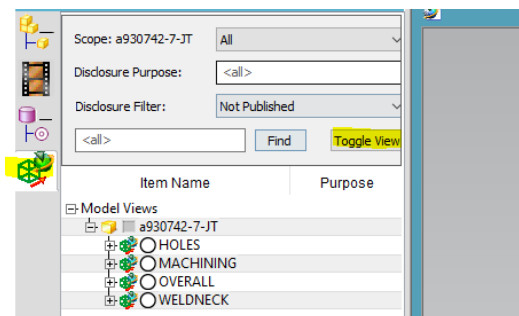 Scope: a930742-7-JT All
Disclosure Purpose: <all>
Disclosure Filter: Not Published
<all> Find Toggle View
Item Name Purpose
Model Views
a930742-7-JT
HOLES
MACHINING
OVERALL
WELDNECK